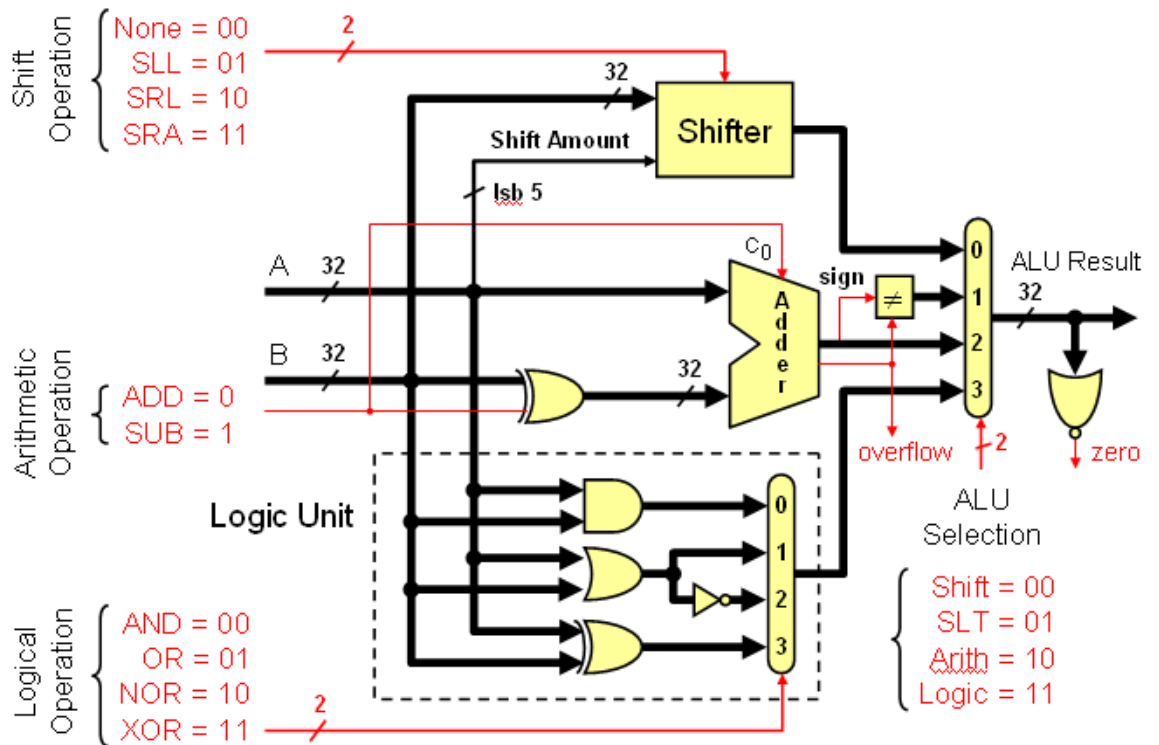 Shift
Operation
None = 00
SLL = 01
SRL = 10
SRA = 11
2
32
Shifter
Shift Amount
lsb 5
A
32
B
32
c0
Adder
32
sign
≠
0
1
2
3
ALU Result
32
overflow
2
zero
Arithmetic
Operation
ADD = 0
SUB = 1
Logic Unit
0
1
2
3
ALU
Selection
Shift = 00
SLT = 01
Arith = 10
Logic = 11
Logical
Operation
AND = 00
OR = 01
NOR = 10
XOR = 11
2